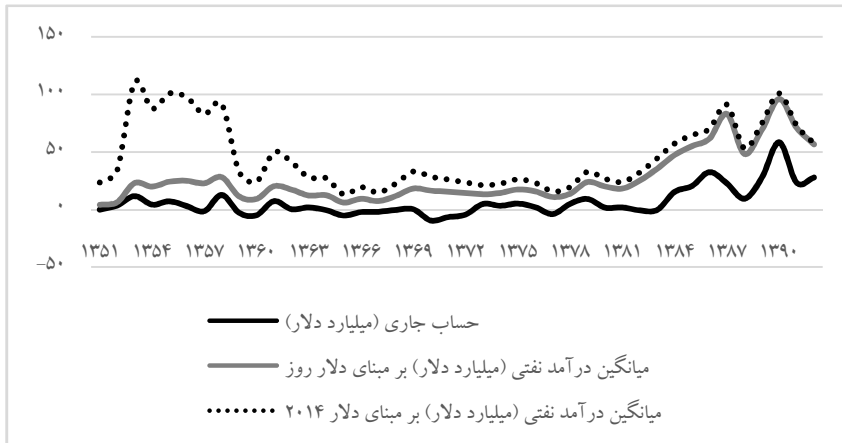 ۱۵۰
۱۰۰
۵۰
۰
-۵۰
۱۳۵۱ ۱۳۵۴ ۱۳۵۷ ۱۳۶۰ ۱۳۶۳ ۱۳۶۶ ۱۳۶۹ ۱۳۷۲ ۱۳۷۵ ۱۳۷۸ ۱۳۸۱ ۱۳۸۴ ۱۳۸۷ ۱۳۹۰
حساب جاری (میلیارد دلار)
میانگین درآمد نفتی (میلیارد دلار) بر مبنای دلار روز
میانگین درآمد نفتی (میلیارد دلار) بر مبنای دلار ۲۰۱۴